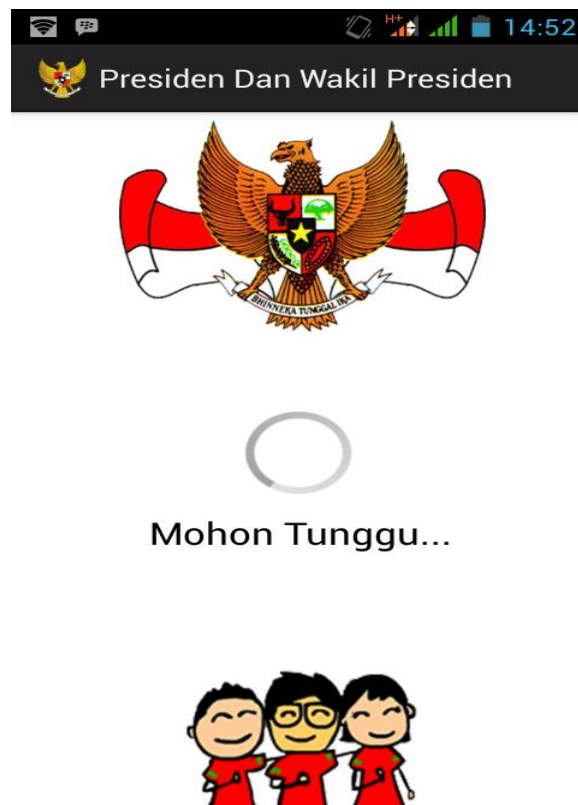 H+ 14:52
Presiden Dan Wakil Presiden
BHINNEKA TUNGGAL IKA
Mohon Tunggu...